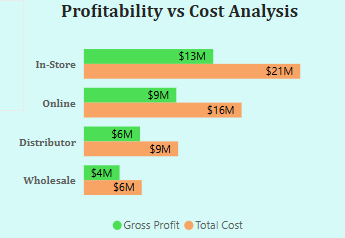 Profitability vs Cost Analysis
In-Store
$13M
$21M
Online
$9M
$16M
Distributor
$6M
$9M
Wholesale
$4M
$6M
Gross Profit Total Cost